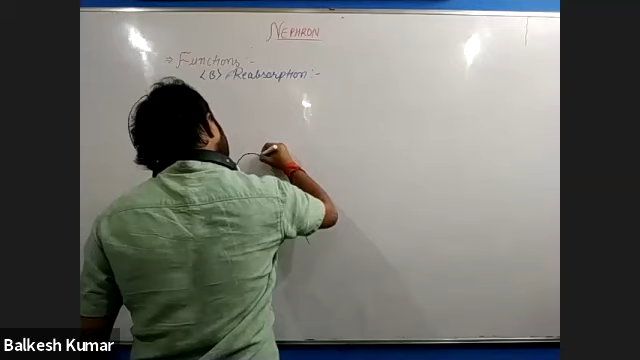 NEPHRON
⇒ Functions -
(B) Reabsorption :-
Balkesh Kumar